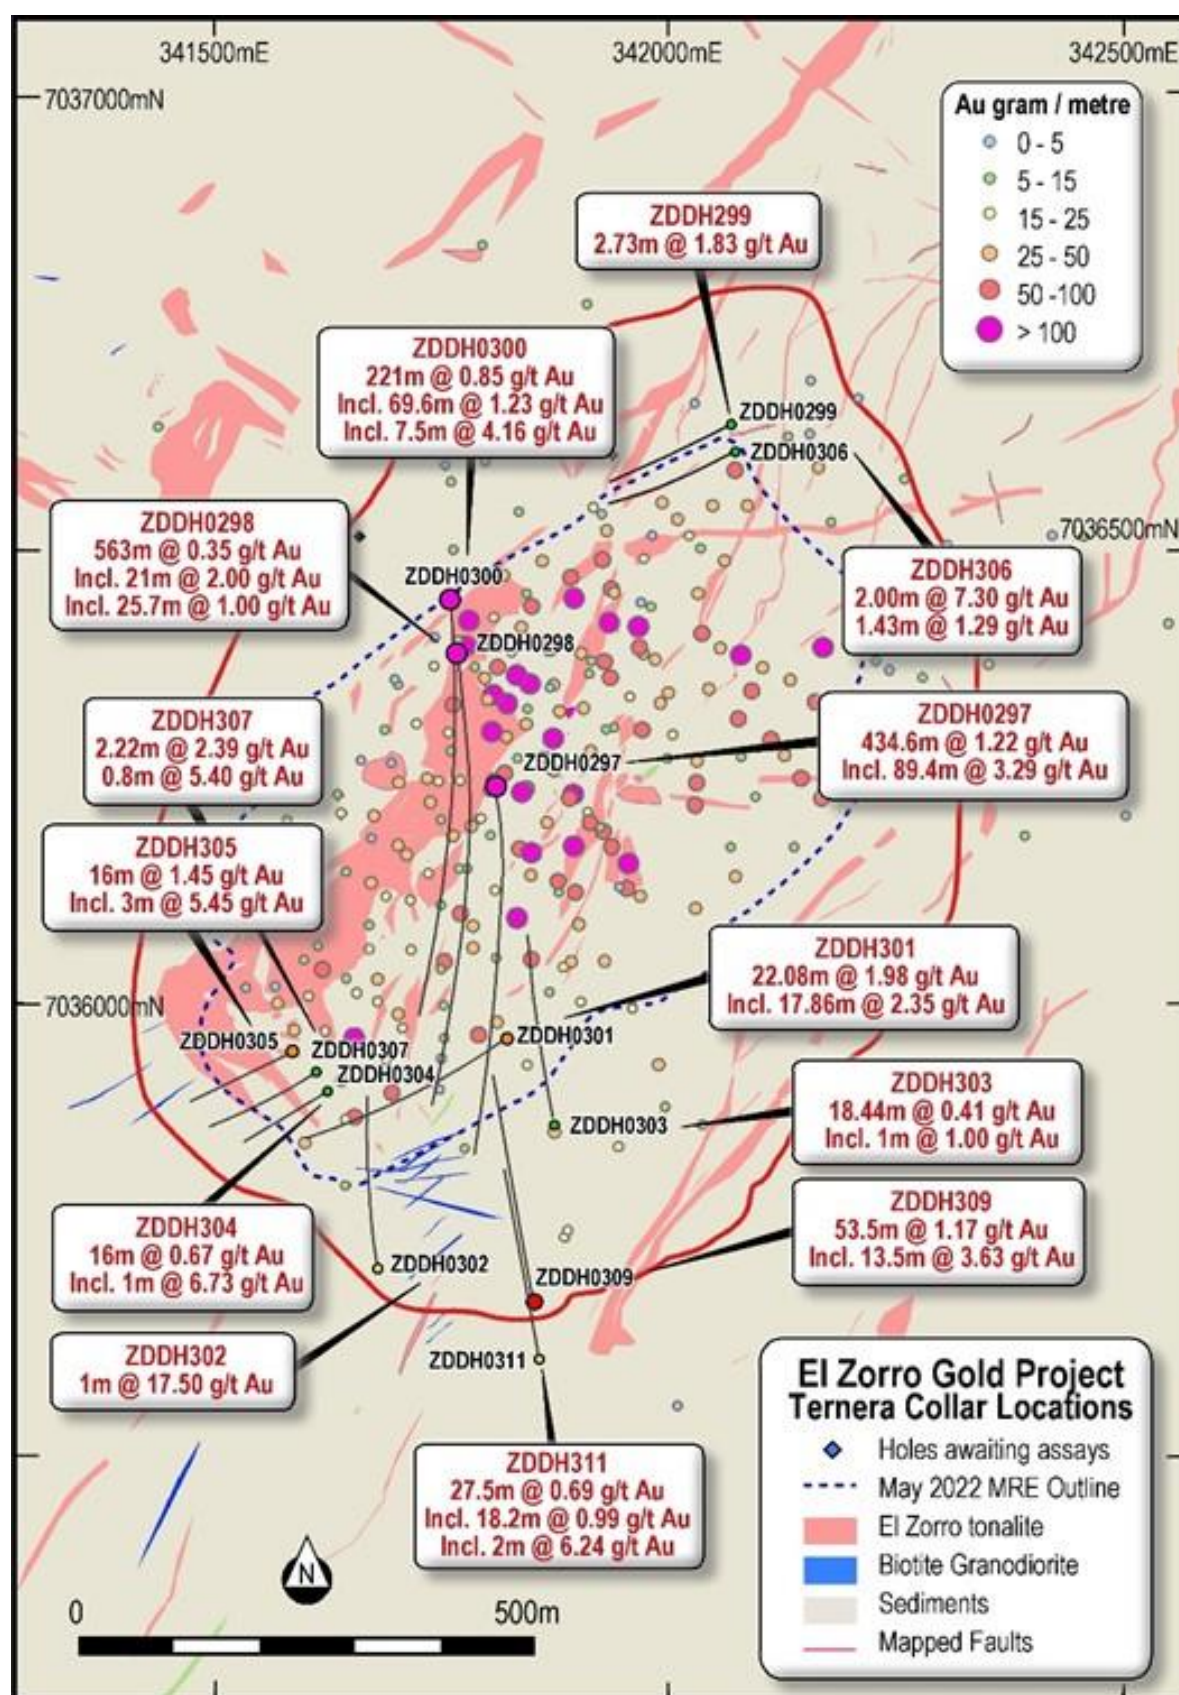 341500mE
342000mE
342500mE
7037000mN
Au gram / metre
0 - 5
5 - 15
15 - 25
25 - 50
50 -100
> 100
ZDDH299
2.73m @ 1.83 g/t Au
ZDDH0300
221m @ 0.85 g/t Au
Incl. 69.6m @ 1.23 g/t Au
Incl. 7.5m @ 4.16 g/t Au
ZDDH0299
ZDDH0306
ZDDH0298
563m @ 0.35 g/t Au
Incl. 21m @ 2.00 g/t Au
Incl. 25.7m @ 1.00 g/t Au
7036500mN
ZDDH0300
ZDDH306
2.00m @ 7.30 g/t Au
1.43m @ 1.29 g/t Au
ZDDH0298
ZDDH307
2.22m @ 2.39 g/t Au
0.8m @ 5.40 g/t Au
ZDDH0297
434.6m @ 1.22 g/t Au
Incl. 89.4m @ 3.29 g/t Au
ZDDH0297
ZDDH305
16m @ 1.45 g/t Au
Incl. 3m @ 5.45 g/t Au
ZDDH301
22.08m @ 1.98 g/t Au
Incl. 17.86m @ 2.35 g/t Au
7036000mN
ZDDH0305
ZDDH0307
ZDDH0304
ZDDH0301
ZDDH0303
ZDDH303
18.44m @ 0.41 g/t Au
Incl. 1m @ 1.00 g/t Au
ZDDH309
53.5m @ 1.17 g/t Au
Incl. 13.5m @ 3.63 g/t Au
ZDDH304
16m @ 0.67 g/t Au
Incl. 1m @ 6.73 g/t Au
ZDDH0302
ZDDH0309
ZDDH302
1m @ 17.50 g/t Au
ZDDH0311
ZDDH311
27.5m @ 0.69 g/t Au
Incl. 18.2m @ 0.99 g/t Au
Incl. 2m @ 6.24 g/t Au
El Zorro Gold Project
Ternera Collar Locations
Holes awaiting assays
May 2022 MRE Outline
El Zorro tonalite
Biotite Granodiorite
Sediments
Mapped Faults
N
0
500m